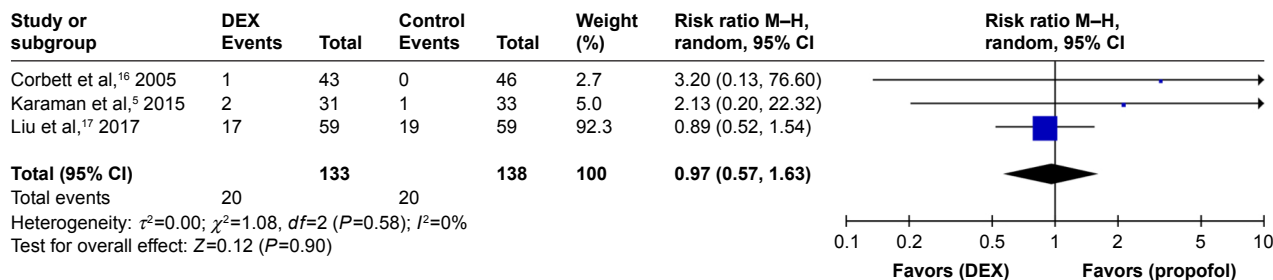 Study or subgroup DEX Events Total Control Events Total Weight (%) Risk ratio M–H, random, 95% CI Risk ratio M–H, random, 95% CI
Corbett et al,¹⁶ 2005 1 43 0 46 2.7 3.20 (0.13, 76.60)
Karaman et al,⁵ 2015 2 31 1 33 5.0 2.13 (0.20, 22.32)
Liu et al,¹⁷ 2017 17 59 19 59 92.3 0.89 (0.52, 1.54)
Total (95% CI) 133 138 100 0.97 (0.57, 1.63)
Total events 20 20
Heterogeneity: τ²=0.00; χ²=1.08, df=2 (P=0.58); I²=0%
Test for overall effect: Z=0.12 (P=0.90)
0.1 0.2 0.5 1 2 5 10
Favors (DEX) Favors (propofol)